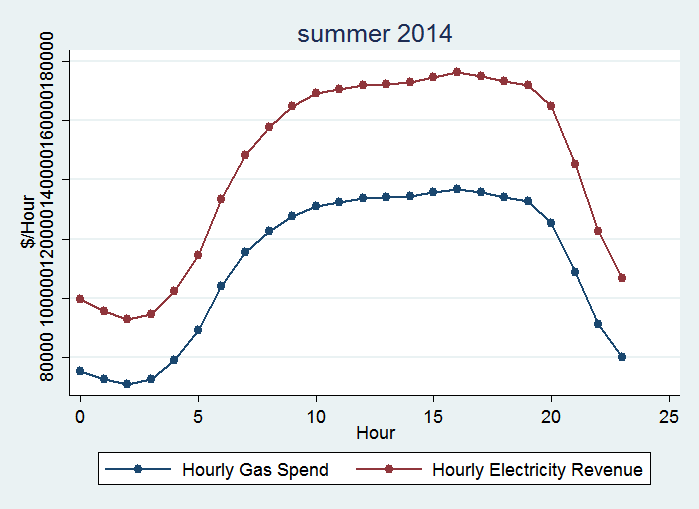 summer 2014
$/Hour
80000 100000 120000 140000 160000 180000
0 5 10 15 20 25
Hour
Hourly Gas Spend Hourly Electricity Revenue